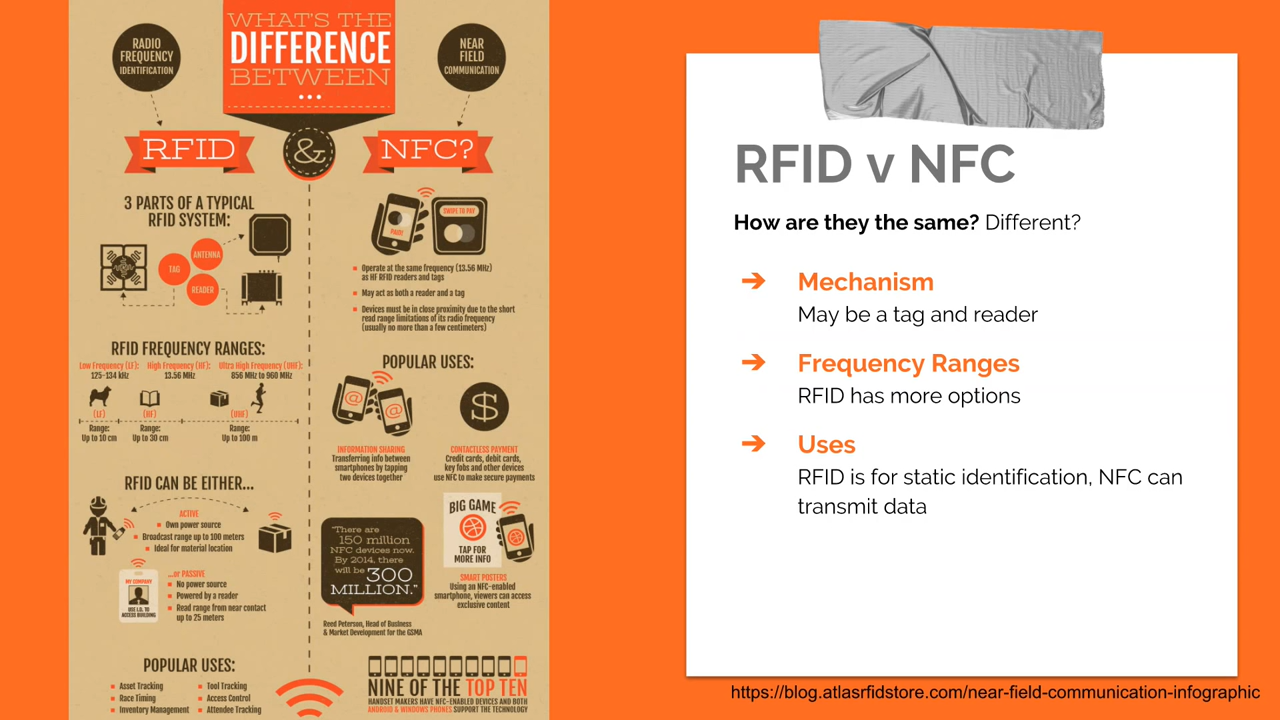 RADIO
FREQUENCY
IDENTIFICATION
WHAT'S THE
DIFFERENCE
BETWEEN
...
NEAR
FIELD
COMMUNICATION
RFID
&
NFC?
3 PARTS OF A TYPICAL
RFID SYSTEM:
ANTENNA
TAG
READER
RFID FREQUENCY RANGES:
Low Frequency (LF):
125-134 kHz
High Frequency (HF):
13.56 MHz
Ultra High Frequency (UHF):
856 MHz to 960 MHz
(LF)
(HF)
(UHF)
Range:
Up to 10 cm
Range:
Up to 30 cm
Range:
Up to 100 m
RFID CAN BE EITHER...
ACTIVE
Own power source
Broadcast range up to 100 meters
Ideal for material location
MY COMPANY
USE I.D. TO
ACCESS BUILDING
...or PASSIVE
No power source
Powered by a reader
Read range from near contact
up to 25 meters
POPULAR USES:
Asset Tracking
Race Timing
Inventory Management
Tool Tracking
Access Control
Attendee Tracking
SWIPE TO PAY
Operate at the same frequency (13.56 MHz)
as HF RFID readers and tags
May act as both a reader and a tag
Devices must be in close proximity due to the short
read range limitations of its radio frequency
(usually no more than a few centimeters)
POPULAR USES:
@
@
$
INFORMATION SHARING
Transferring info between
smartphones by tapping
two devices together
CONTACELESS PAYMENT
Credit cards, debit cards,
key fobs and other devices
use NFC to make secure payments
"There are
150 million
NFC devices now.
By 2014, there
will be 300
MILLION."
Reed Peterson, Head of Business
& Market Development for the GSMA
BIG GAME
TAP FOR
MORE INFO
SMART POSTERS
Using an NFC-enabled
smartphone, viewers can access
exclusive content
NINE OF THE TOP TEN
HANDSET MAKERS HAVE NFC-ENABLED DEVICES AND BOTH
ANDROID & WINDOWS PHONES SUPPORT THE TECHNOLOGY
RFID v NFC
How are they the same? Different?
➔ Mechanism
May be a tag and reader
➔ Frequency Ranges
RFID has more options
➔ Uses
RFID is for static identification, NFC can
transmit data
https://blog.atlasrfidstore.com/near-field-communication-infographic